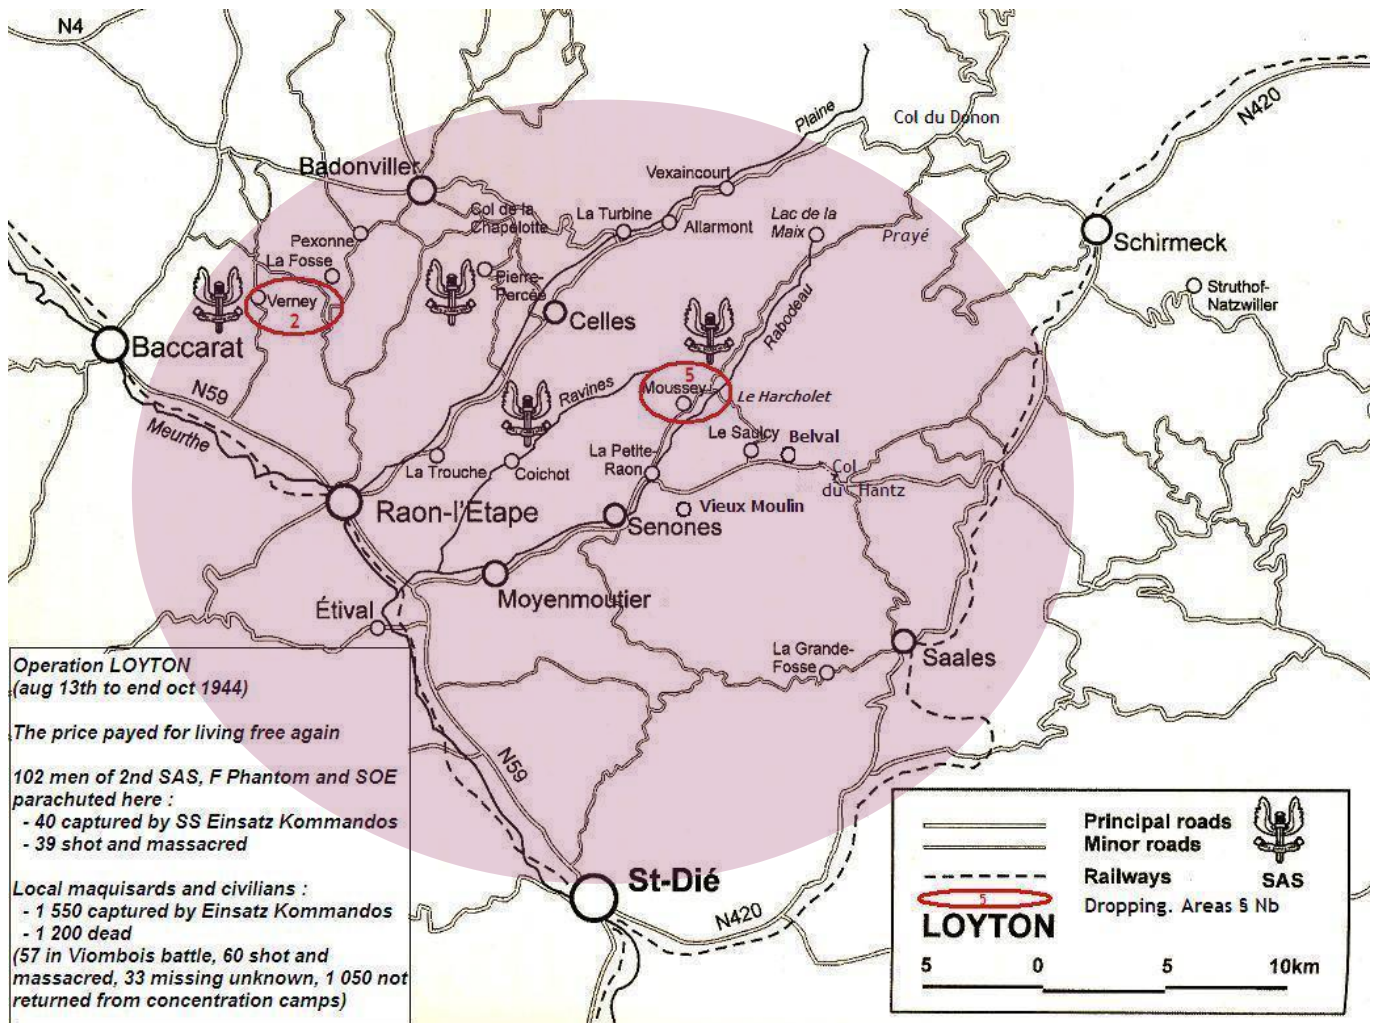 N4
Plaine
Col du Donon
N420
Badonviller
Vexaincourt
Col de la
Chapelotte
La Turbine
Allarmont
Lac de la
Maix
Prayé
Schirmeck
Pexonne
La Fosse
Pierre-
Percée
Struthof-
Natzwiller
Verney
2
Celles
Rabodeau
Baccarat
N59
Meurthe
Ravines
5
Moussey
Le Harcholet
Le Saulcy
Belval
La Petite-
Raon
Col
du Hantz
La Trouche
Coichot
Raon-l'Etape
Senones
Vieux Moulin
Moyenmoutier
Étival
La Grande-
Fosse
Saales
N59
St-Dié
N420
Operation LOYTON
(aug 13th to end oct 1944)
The price payed for living free again
102 men of 2nd SAS, F Phantom and SOE
parachuted here :
- 40 captured by SS Einsatz Kommandos
- 39 shot and massacred
Local maquisards and civilians :
- 1 550 captured by Einsatz Kommandos
- 1 200 dead
(57 in Viombois battle, 60 shot and
massacred, 33 missing unknown, 1 050 not
returned from concentration camps)
Principal roads
Minor roads
Railways
SAS
5
Dropping. Areas § Nb
LOYTON
5 0 5 10km